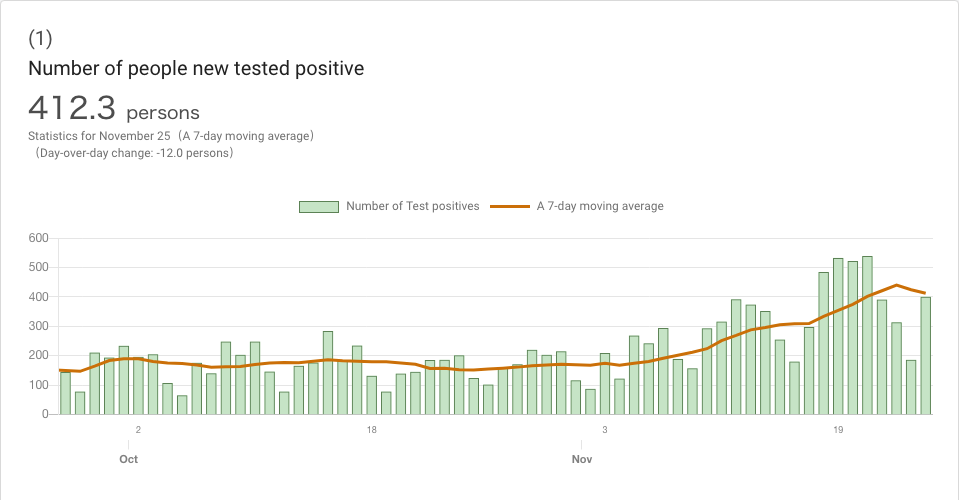 (1)
Number of people new tested positive
412.3 persons
Statistics for November 25（A 7-day moving average）
（Day-over-day change: -12.0 persons）
Number of Test positives A 7-day moving average
600
500
400
300
200
100
0
2 18 3 19
Oct Nov